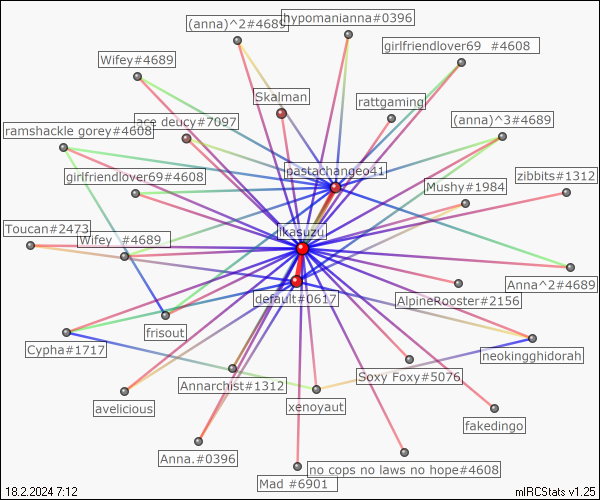 (anna)^2#4689
hypomanianna#0396
girlfriendlover69 #4608
Wifey#4689
Skalman
rattgaming
ace deucy#7097
(anna)^3#4689
ramshackle gorey#4608
pastachangeo41
zibbits#1312
girlfriendlover69#4608
Mushy#1984
Toucan#2473
Wifey #4689
ikasuzu
Anna^2#4689
default#0617
AlpineRooster#2156
frisout
Cypha#1717
neokingghidorah
Annarchist#1312
Soxy Foxy#5076
avelicious
xenoyaut
fakedingo
Anna.#0396
no cops no laws no hope#4608
Mad #6901
18.2.2024 7:12
mIRCStats v1.25